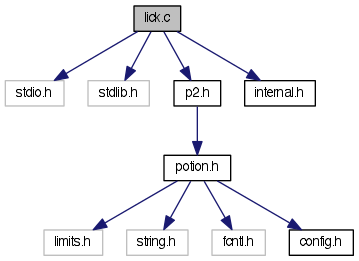 lick.c
stdio.h
stdlib.h
p2.h
internal.h
potion.h
limits.h
string.h
fcntl.h
config.h